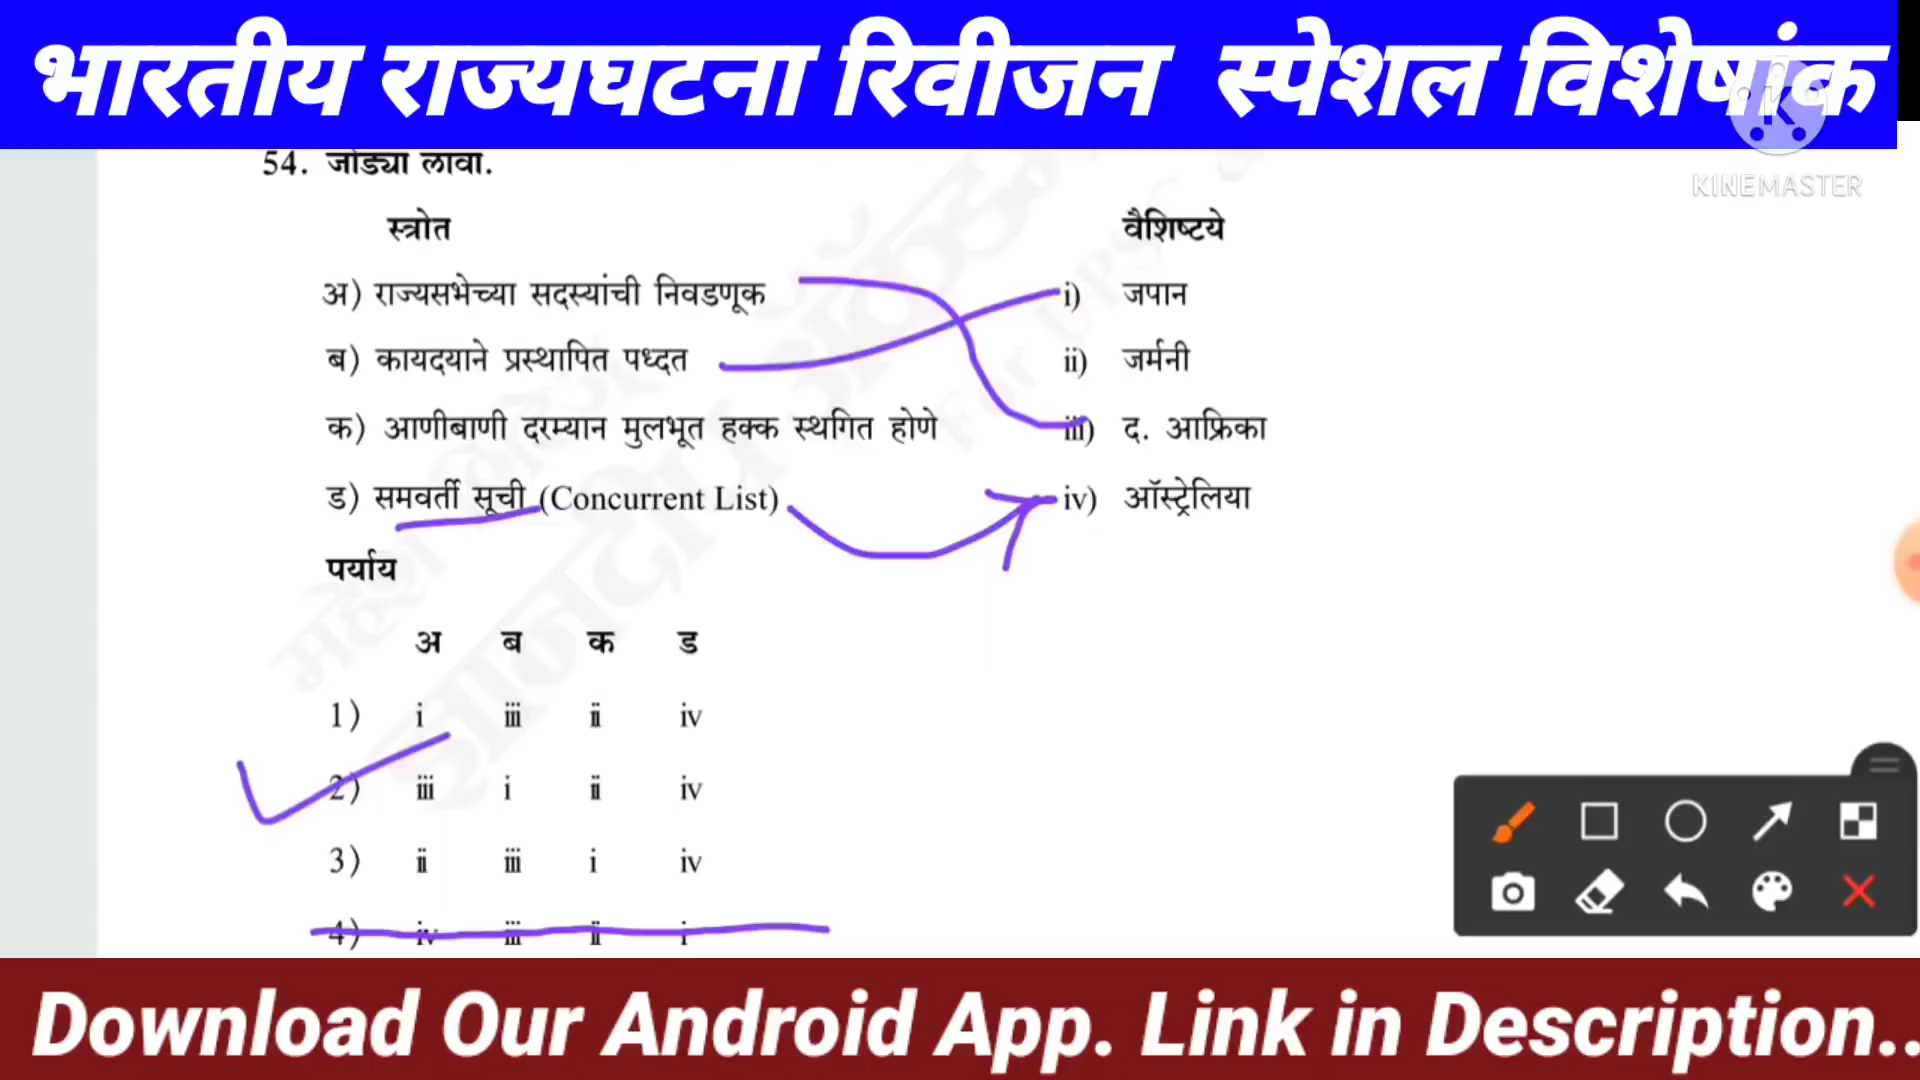 भारतीय राज्यघटना रिवीजन स्पेशल विशेषांक
KINEMASTER
54. जोड्या लावा.
स्त्रोत वैशिष्टये
अ) राज्यसभेच्या सदस्यांची निवडणूक i) जपान
ब) कायदयाने प्रस्थापित पध्दत ii) जर्मनी
क) आणीबाणी दरम्यान मुलभूत हक्क स्थगित होणे iii) द. आफ्रिका
ड) समवर्ती सूची (Concurrent List) iv) ऑस्ट्रेलिया
पर्याय
अ ब क ड
1) i iii ii iv
2) iii i ii iv
3) ii iii i iv
4) iv iii ii i
Download Our Android App. Link in Description..